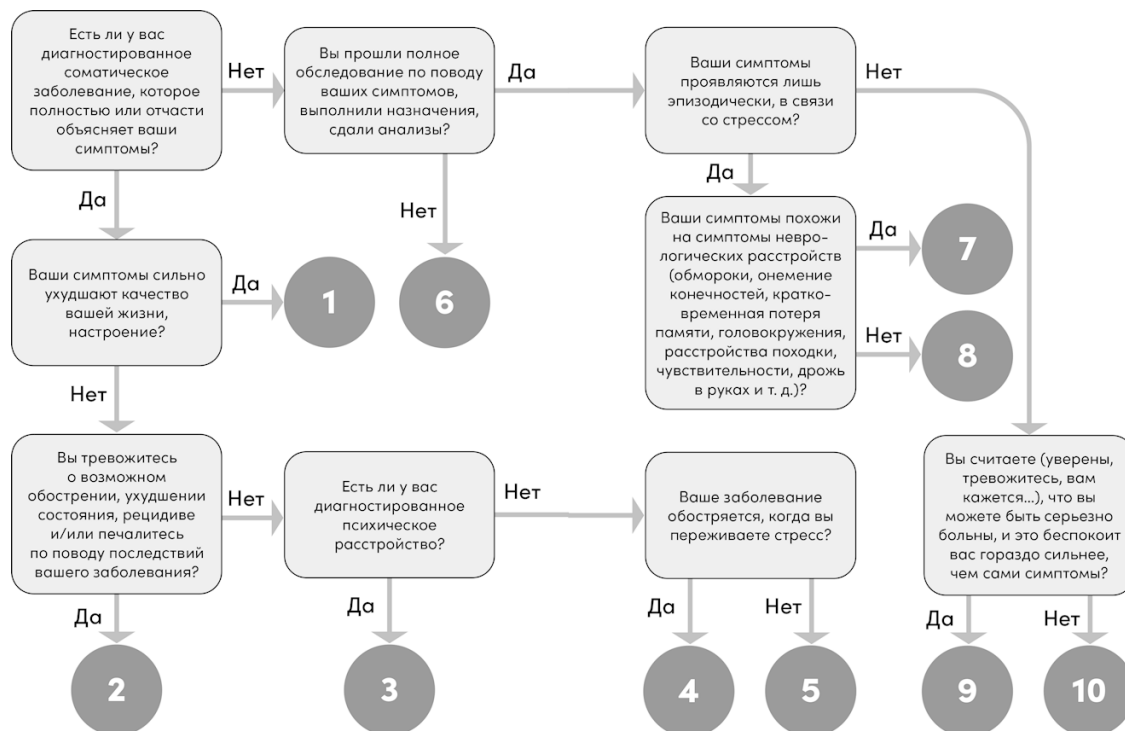 Есть ли у вас
диагностированное
соматическое
заболевание, которое
полностью или отчасти
объясняет ваши
симптомы?
Нет
Вы прошли полное
обследование по поводу
ваших симптомов,
выполнили назначения,
сдали анализы?
Да
Ваши симптомы
проявляются лишь
эпизодически, в связи
со стрессом?
Нет
Да
Нет
Да
Ваши симптомы сильно
ухудшают качество
вашей жизни,
настроение?
Да
1
6
Ваши симптомы похожи
на симптомы невро-
логических расстройств
(обмороки, онемение
конечностей, кратко-
временная потеря
памяти, головокружения,
расстройства походки,
чувствительности, дрожь
в руках и т. д.)?
Да
7
Нет
8
Нет
Вы тревожитесь
о возможном
обострении, ухудшении
состояния, рецидиве
и/или печалитесь
по поводу последствий
вашего заболевания?
Нет
Есть ли у вас
диагностированное
психическое
расстройство?
Нет
Ваше заболевание
обостряется, когда вы
переживаете стресс?
Вы считаете (уверены,
тревожитесь, вам
кажется...), что вы
можете быть серьезно
больны, и это беспокоит
вас гораздо сильнее,
чем сами симптомы?
Да
Да
Да
Нет
Да
Нет
2
3
4
5
9
10